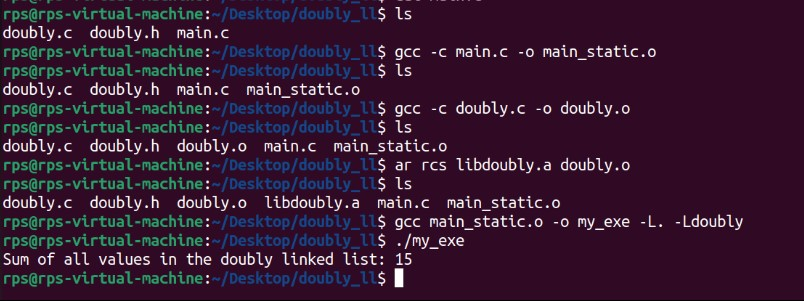 rps@rps-virtual-machine:~/Desktop/doubly_ll$ ls
doubly.c  doubly.h  main.c
rps@rps-virtual-machine:~/Desktop/doubly_ll$ gcc -c main.c -o main_static.o
rps@rps-virtual-machine:~/Desktop/doubly_ll$ ls
doubly.c  doubly.h  main.c  main_static.o
rps@rps-virtual-machine:~/Desktop/doubly_ll$ gcc -c doubly.c -o doubly.o
rps@rps-virtual-machine:~/Desktop/doubly_ll$ ls
doubly.c  doubly.h  doubly.o  main.c  main_static.o
rps@rps-virtual-machine:~/Desktop/doubly_ll$ ar rcs libdoubly.a doubly.o
rps@rps-virtual-machine:~/Desktop/doubly_ll$ ls
doubly.c  doubly.h  doubly.o  libdoubly.a  main.c  main_static.o
rps@rps-virtual-machine:~/Desktop/doubly_ll$ gcc main_static.o -o my_exe -L. -Ldoubly
rps@rps-virtual-machine:~/Desktop/doubly_ll$ ./my_exe
Sum of all values in the doubly linked list: 15
rps@rps-virtual-machine:~/Desktop/doubly_ll$